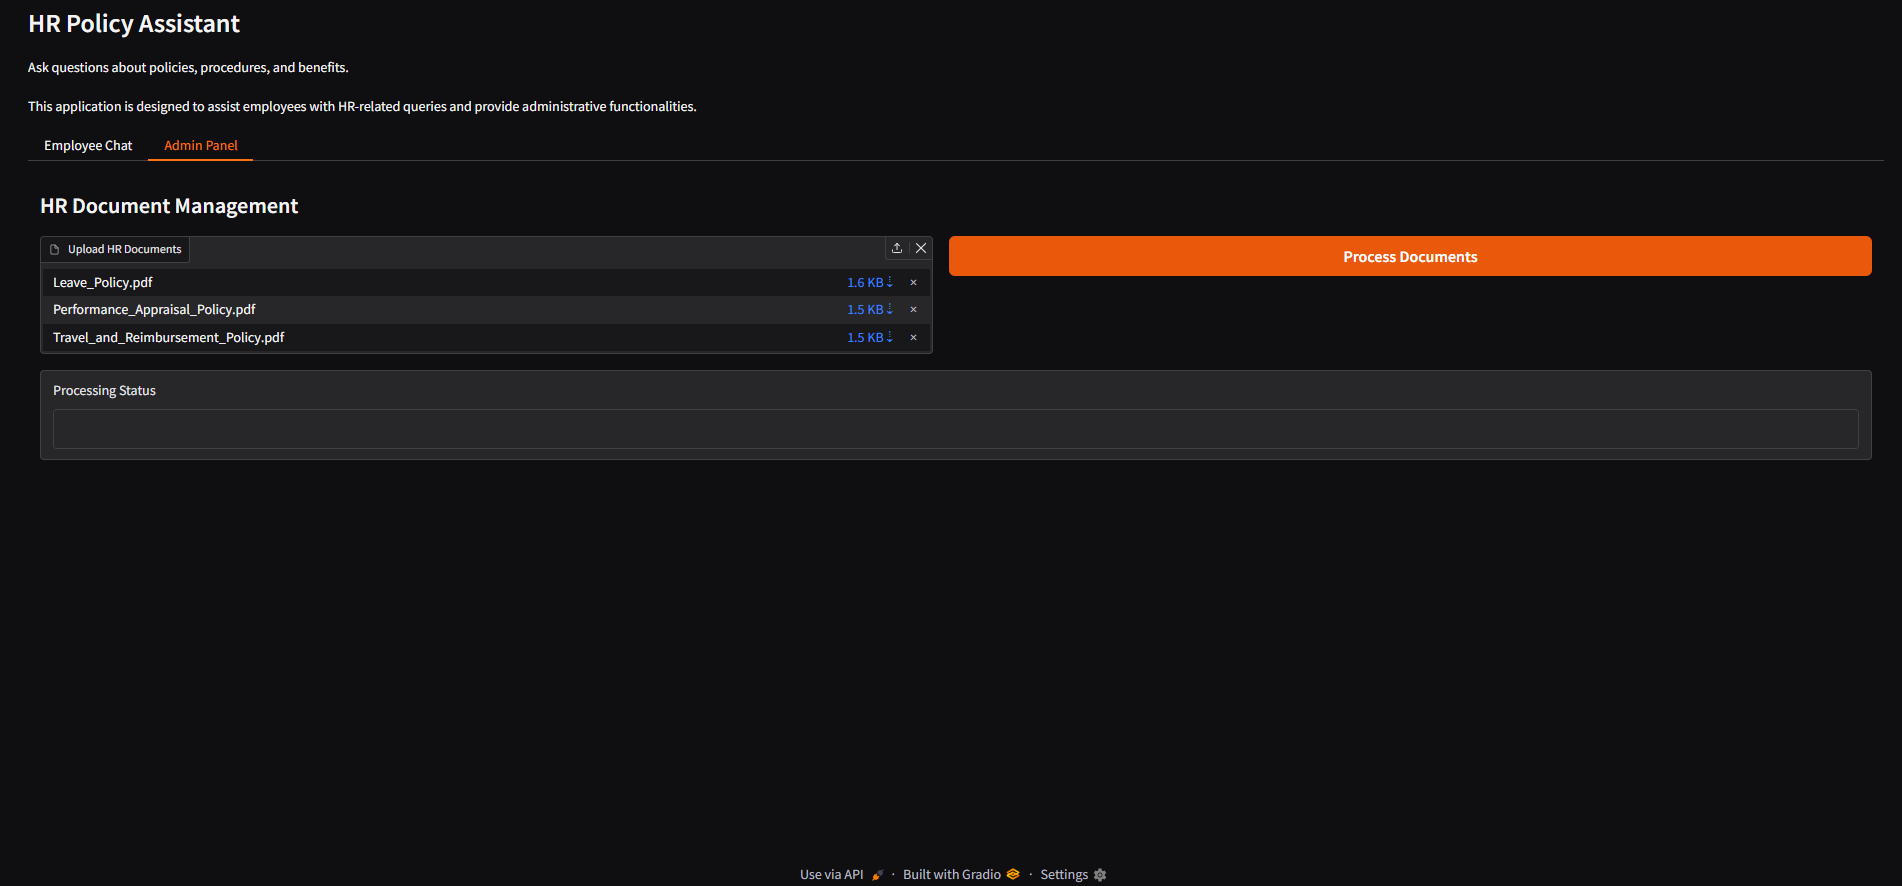 HR Policy Assistant
Ask questions about policies, procedures, and benefits.
This application is designed to assist employees with HR-related queries and provide administrative functionalities.
Employee Chat Admin Panel
HR Document Management
Upload HR Documents
Process Documents
Leave_Policy.pdf 1.6 KB ⇣ ×
Performance_Appraisal_Policy.pdf 1.5 KB ⇣ ×
Travel_and_Reimbursement_Policy.pdf 1.5 KB ⇣ ×
Processing Status
Use via API · Built with Gradio · Settings